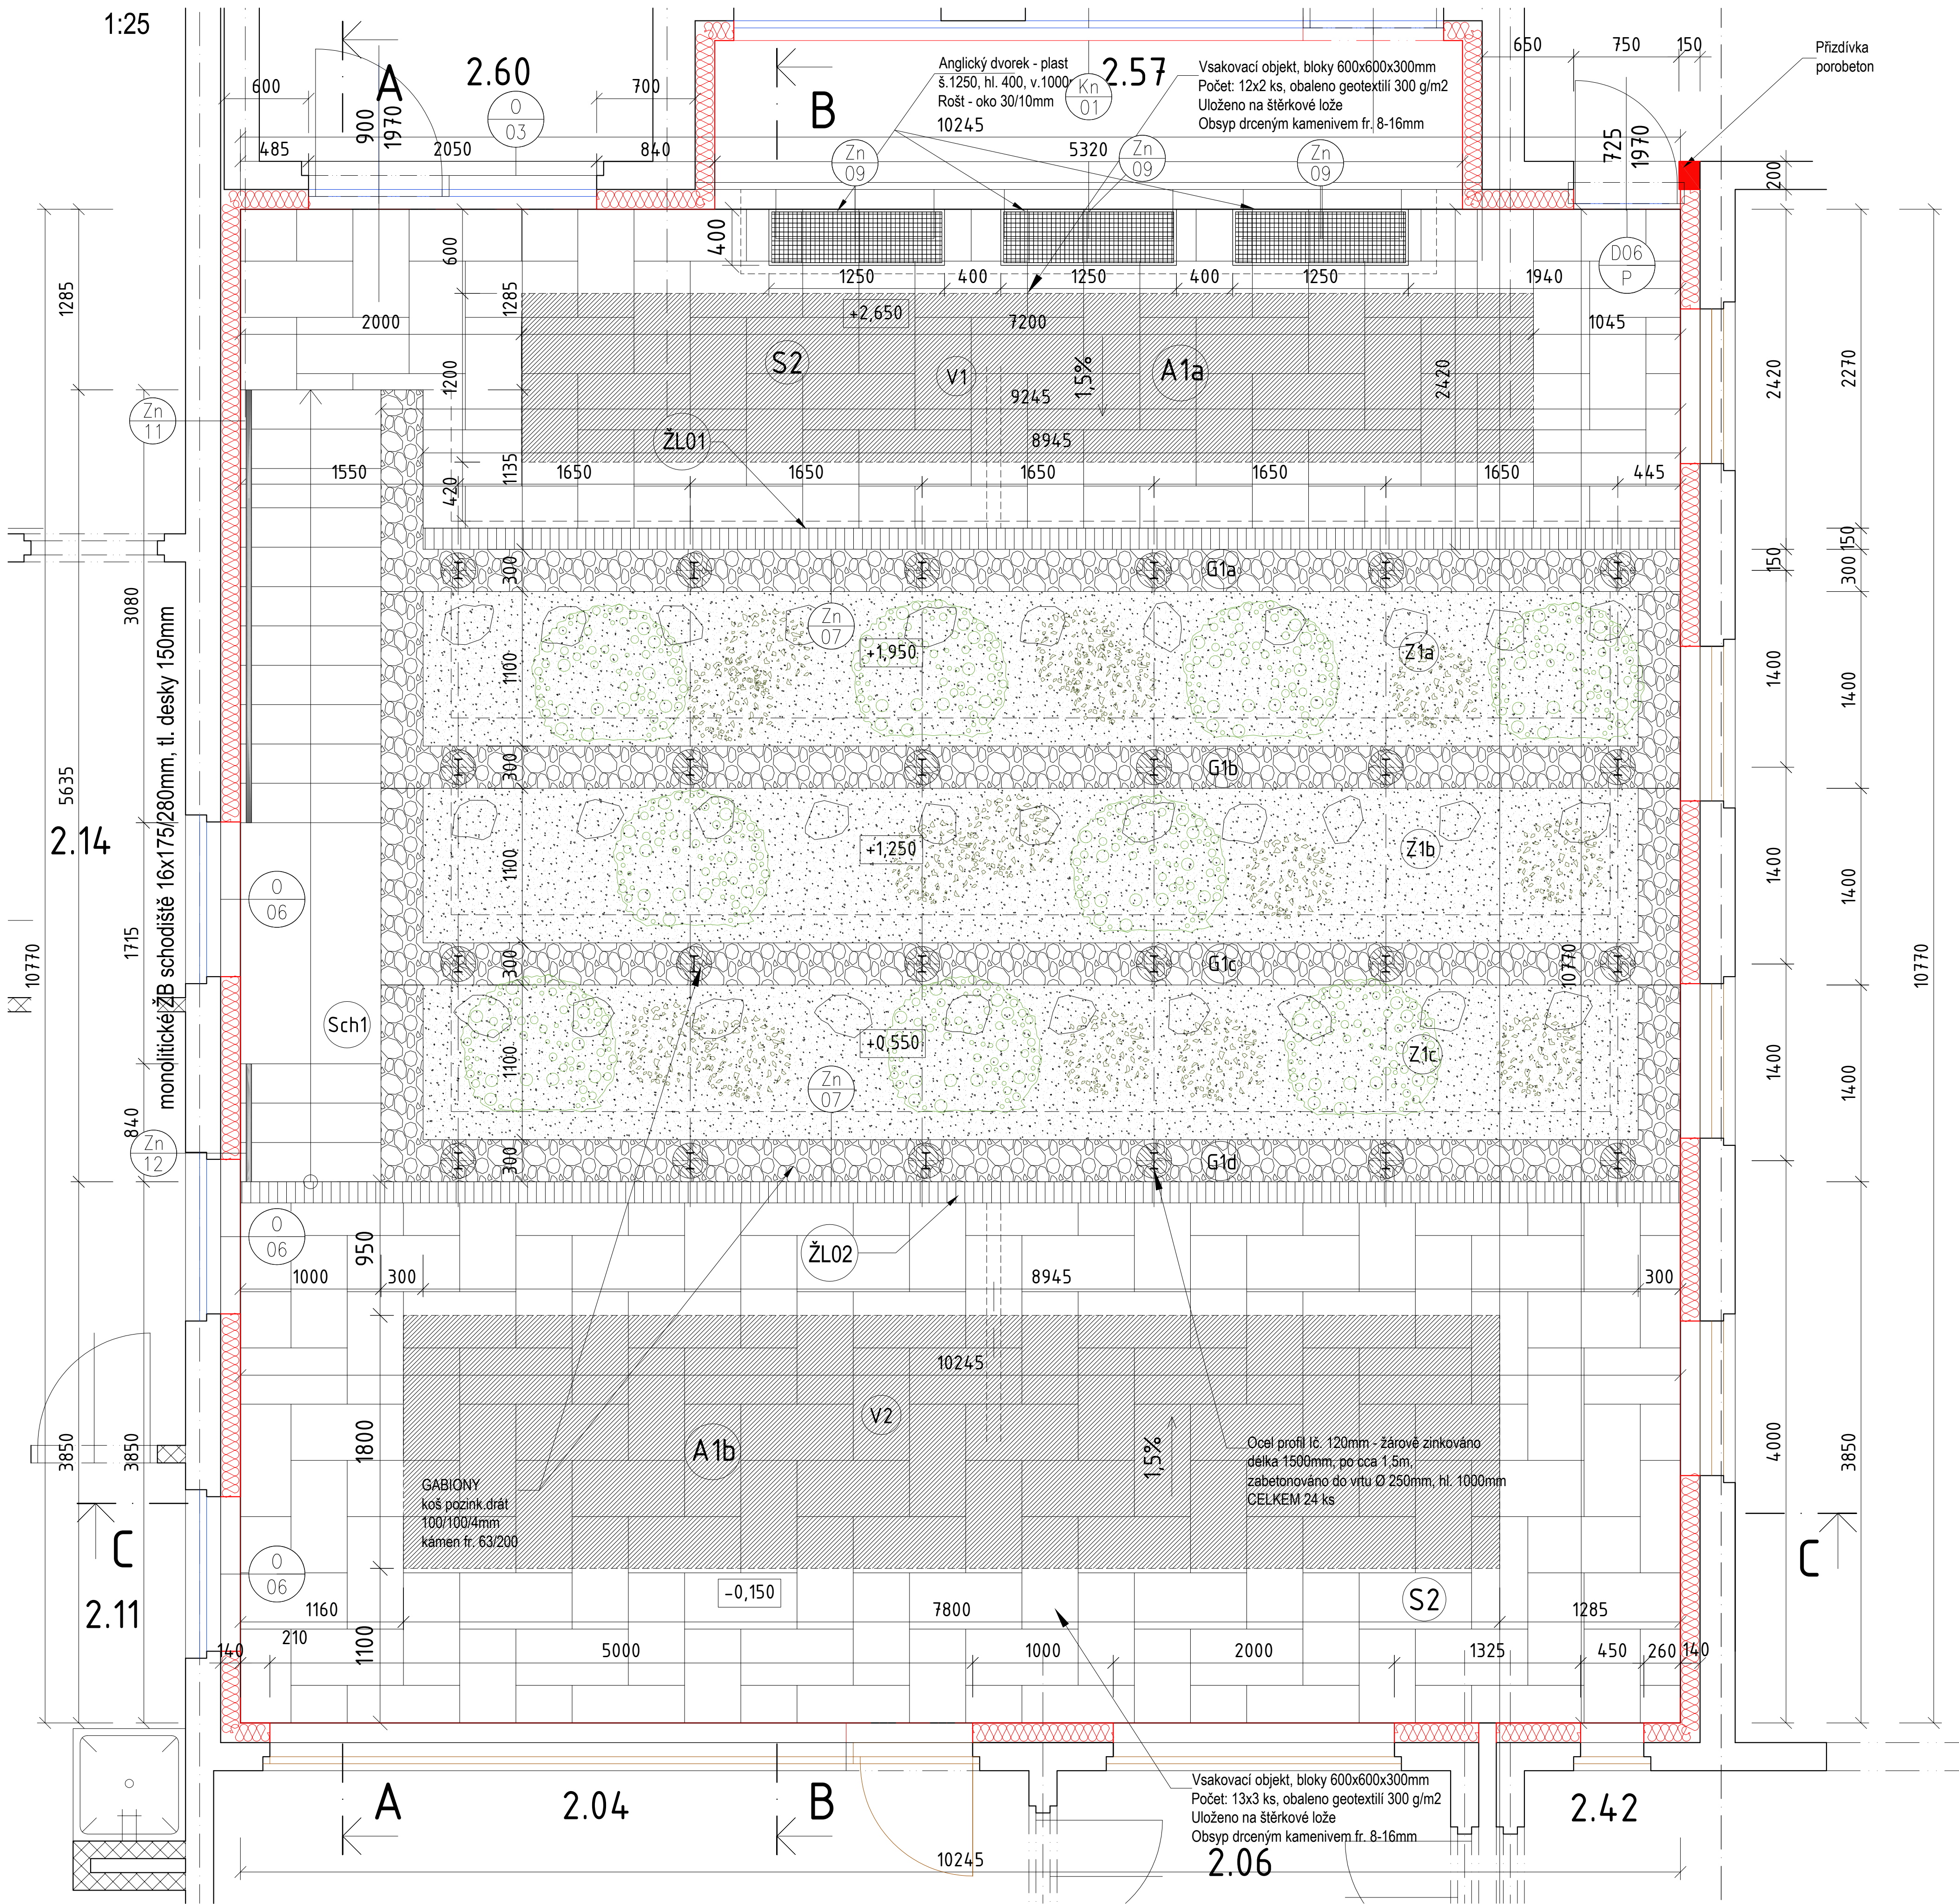 1:25
600
900
1970
A
2.60
O
03
700
485
2050
840
B
Anglický dvorek - plast
š.1250, hl. 400, v.1000
Rošt - oko 30/10mm
10245
Kn
01
2.57
Vsakovací objekt, bloky 600x600x300mm
Počet: 12x2 ks, obaleno geotextilí 300 g/m2
Uloženo na štěrkové lože
Obsyp drceným kamenivem fr. 8-16mm
5320
Zn
09
Zn
09
Zn
09
650
750
150
Přizdívka
porobeton
725
1970
200
400
1250
400
1250
400
1250
1940
D06
P
600
1285
1285
2000
+2,650
7200
1045
S2
V1
1,5%
A1a
9245
2420
2420
2270
1200
Zn
11
ŽL01
8945
1550
420
1135
1650
1650
1650
1650
1650
445
150
150
300
300
G1a
3080
Zn
07
+1,950
Z1a
1100
1400
1400
300
G1b
5635
2.14
monolitické ŽB schodiště 16x175/280mm, tl. desky 150mm
+1,250
Z1b
1100
1400
1400
O
06
10770
1715
300
G1c
10770
10770
Sch1
+0,550
Z1c
1100
1400
1400
Zn
07
840
Zn
12
300
G1d
O
06
950
ŽL02
1000
300
8945
300
10245
V2
A1b
1800
1,5%
3850
3850
4000
3850
GABIONY
koš pozink.drát
100/100/4mm
kámen fr. 63/200
Ocel profil Ič. 120mm - žárově zinkováno
délka 1500mm, po cca 1,5m,
zabetonováno do vrtu Ø 250mm, hl. 1000mm
CELKEM 24 ks
C
C
O
06
-0,150
S2
2.11
1160
7800
1285
140
210
1100
5000
1000
2000
1325
450
260
140
A
2.04
B
Vsakovací objekt, bloky 600x600x300mm
Počet: 13x3 ks, obaleno geotextilí 300 g/m2
Uloženo na štěrkové lože
Obsyp drceným kamenivem fr. 8-16mm
2.42
10245
2.06